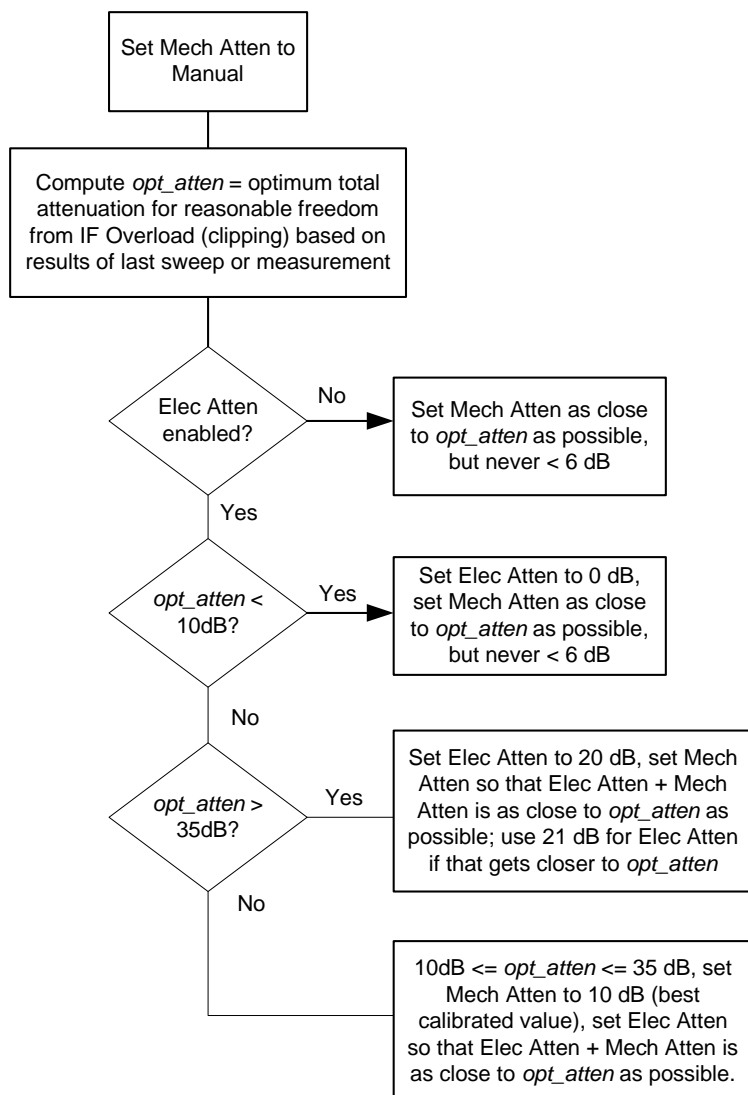 Set Mech Atten to
Manual
Compute opt_atten = optimum total
attenuation for reasonable freedom
from IF Overload (clipping) based on
results of last sweep or measurement
Elec Atten
enabled?
No
Set Mech Atten as close
to opt_atten as possible,
but never < 6 dB
Yes
opt_atten <
10dB?
Yes
Set Elec Atten to 0 dB,
set Mech Atten as close
to opt_atten as possible,
but never < 6 dB
No
opt_atten >
35dB?
Yes
Set Elec Atten to 20 dB, set Mech
Atten so that Elec Atten + Mech
Atten is as close to opt_atten as
possible; use 21 dB for Elec Atten
if that gets closer to opt_atten
No
10dB <= opt_atten <= 35 dB, set
Mech Atten to 10 dB (best
calibrated value), set Elec Atten
so that Elec Atten + Mech Atten is
as close to opt_atten as possible.